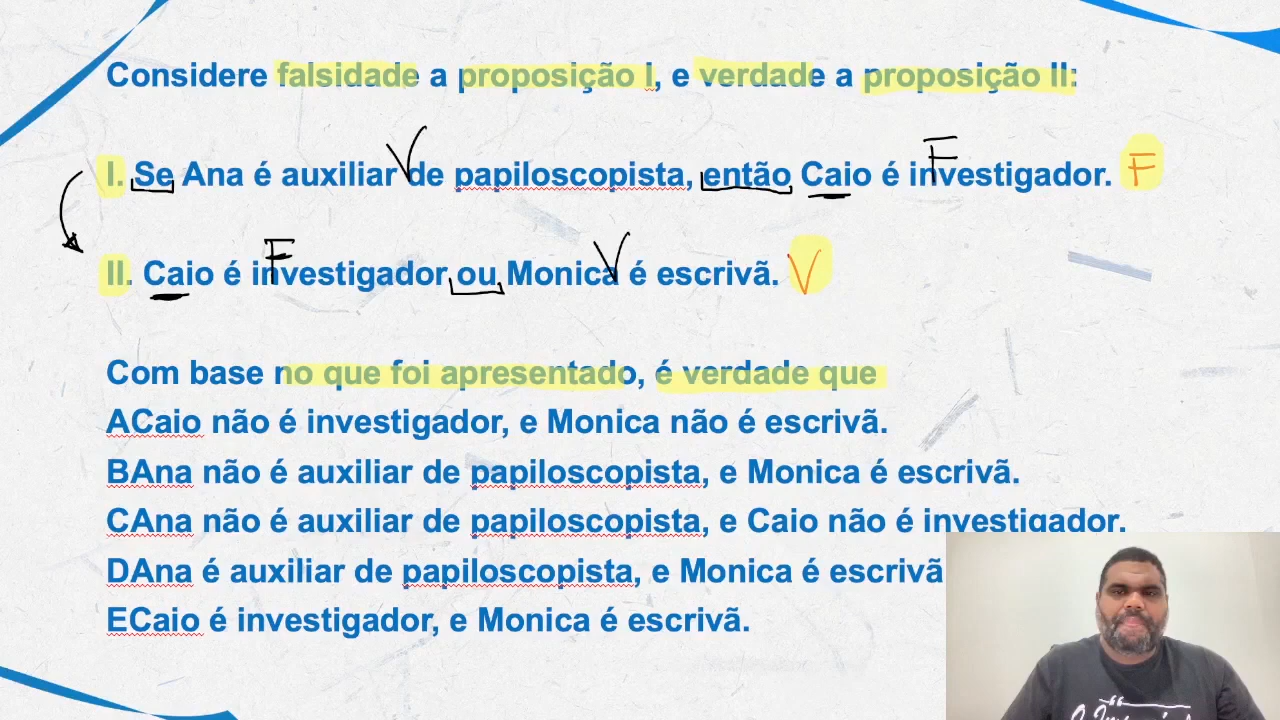 Considere falsidade a proposição I, e verdade a proposição II:
V F
I. Se Ana é auxiliar de papiloscopista, então Caio é investigador. F
F V
II. Caio é investigador ou Monica é escrivã. V
Com base no que foi apresentado, é verdade que
ACaio não é investigador, e Monica não é escrivã.
BAna não é auxiliar de papiloscopista, e Monica é escrivã.
CAna não é auxiliar de papiloscopista, e Caio não é investigador.
DAna é auxiliar de papiloscopista, e Monica é escrivã
ECaio é investigador, e Monica é escrivã.